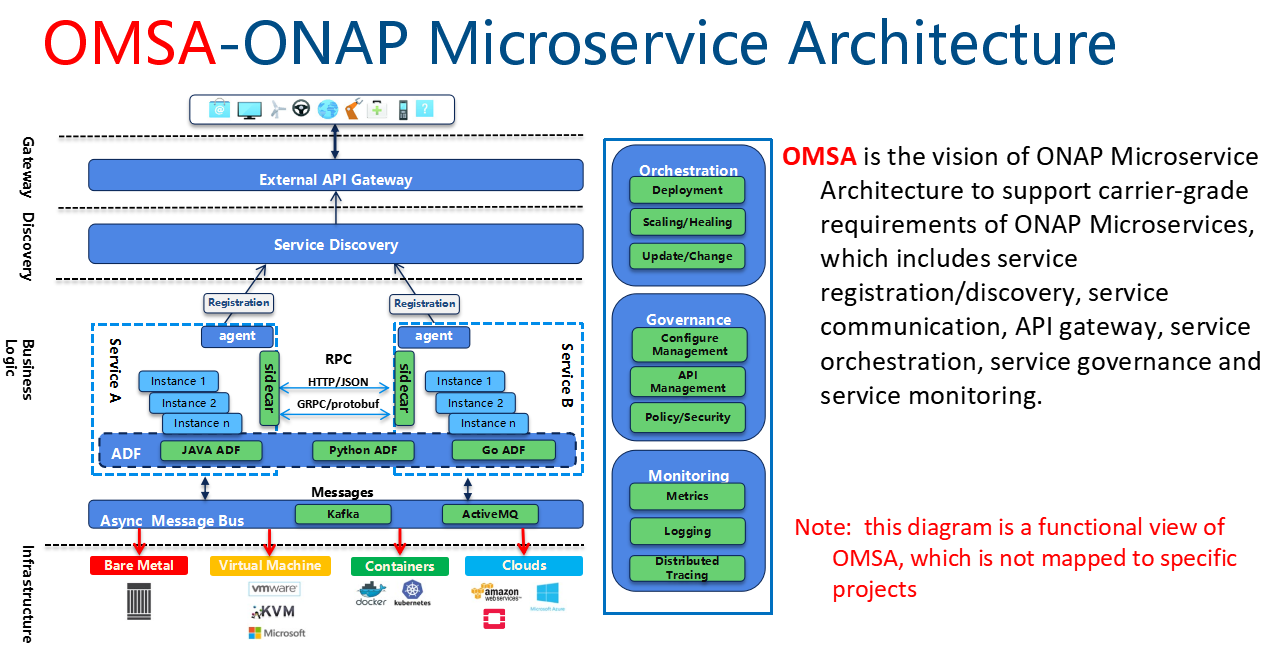 OMSA-ONAP Microservice Architecture
@
?
Gateway
External API Gateway
Discovery
Service Discovery
Registration
Registration
Business
Logic
Service A
agent
Instance 1
Instance 2
Instance n
sidecar
RPC
HTTP/JSON
GRPC/protobuf
sidecar
agent
Instance 1
Instance 2
Instance n
Service B
ADF
JAVA ADF
Python ADF
Go ADF
Messages
Async Message Bus
Kafka
ActiveMQ
Infrastructure
Bare Metal
Virtual Machine
Containers
Clouds
vmware
KVM
Microsoft
docker
kubernetes
amazon
webservices
Microsoft Azure
Orchestration
Deployment
Scaling/Healing
Update/Change
Governance
Configure
Management
API
Management
Policy/Security
Monitoring
Metrics
Logging
Distributed
Tracing
OMSA is the vision of ONAP Microservice
Architecture to support carrier-grade
requirements of ONAP Microservices,
which includes service
registration/discovery, service
communication, API gateway, service
orchestration, service governance and
service monitoring.
Note: this diagram is a functional view of
OMSA, which is not mapped to specific
projects